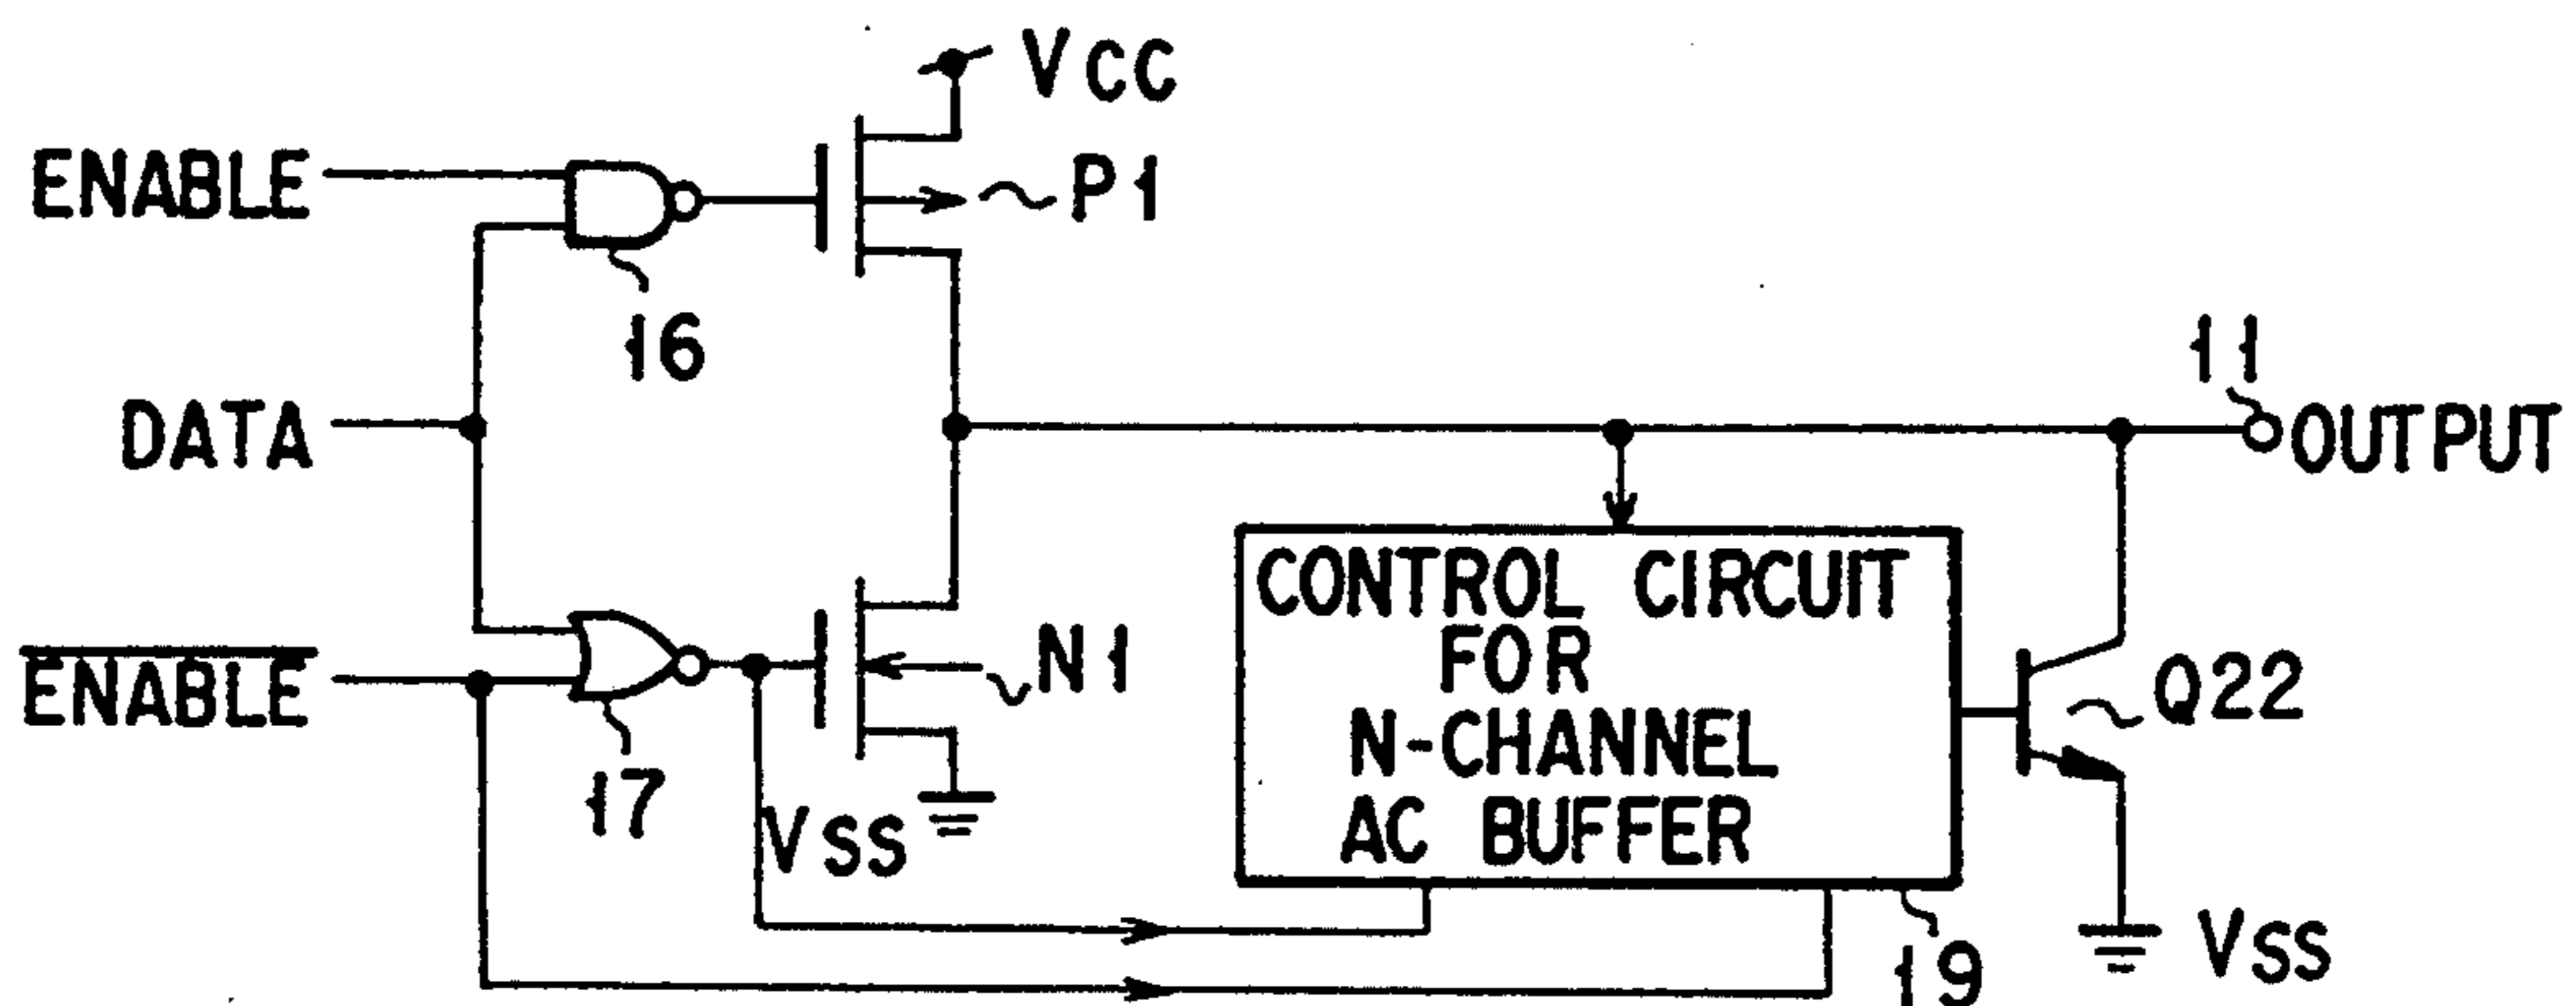 VCC
ENABLE
P1
16
11
DATA
OUTPUT
CONTROL CIRCUIT
FOR
N-CHANNEL
AC BUFFER
ENABLE
N1
Q22
17
VSS
19
VSS